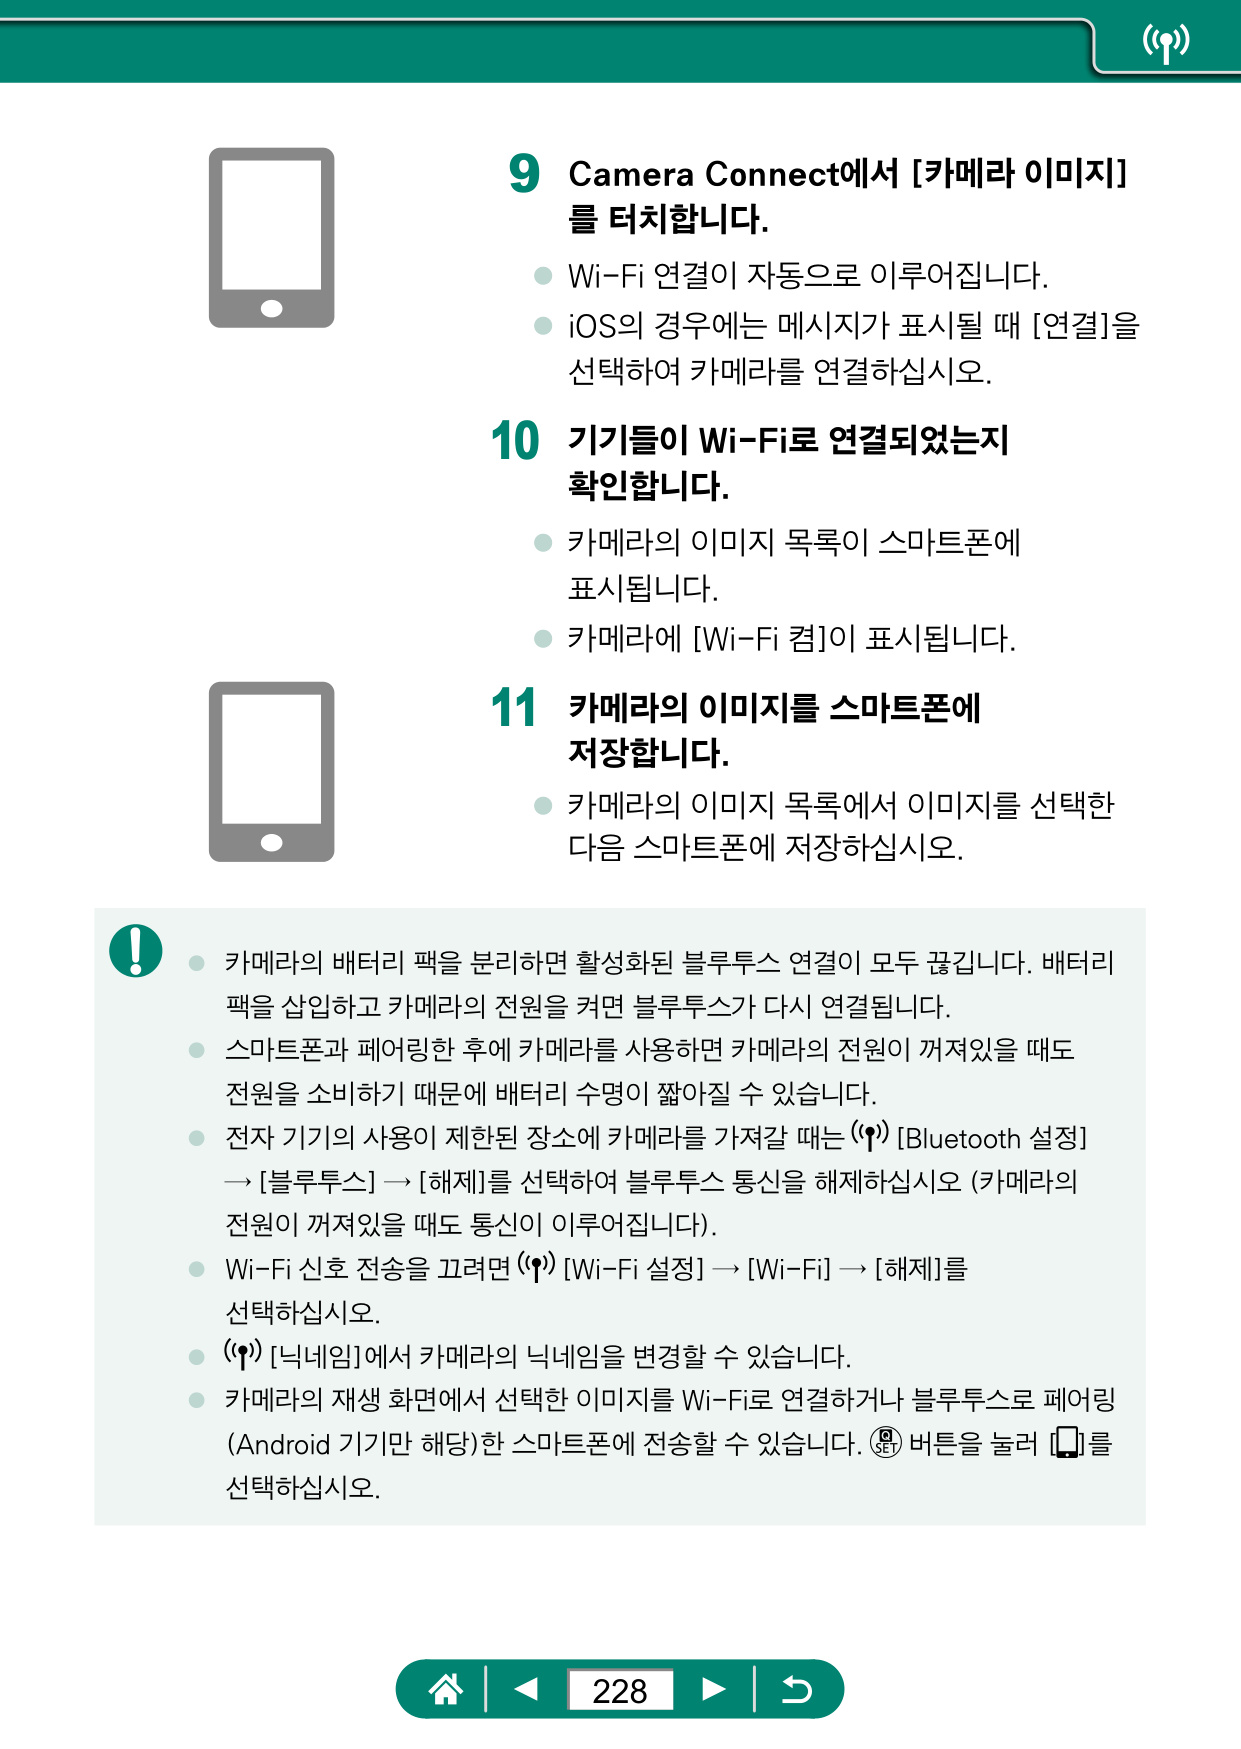 9 Camera Connect에서 [카메라 이미지]
를 터치합니다.
● Wi-Fi 연결이 자동으로 이루어집니다.
● iOS의 경우에는 메시지가 표시될 때 [연결]을
선택하여 카메라를 연결하십시오.
10 기기들이 Wi-Fi로 연결되었는지
확인합니다.
● 카메라의 이미지 목록이 스마트폰에
표시됩니다.
● 카메라에 [Wi-Fi 켬]이 표시됩니다.
11 카메라의 이미지를 스마트폰에
저장합니다.
● 카메라의 이미지 목록에서 이미지를 선택한
다음 스마트폰에 저장하십시오.
● 카메라의 배터리 팩을 분리하면 활성화된 블루투스 연결이 모두 끊깁니다. 배터리
팩을 삽입하고 카메라의 전원을 켜면 블루투스가 다시 연결됩니다.
● 스마트폰과 페어링한 후에 카메라를 사용하면 카메라의 전원이 꺼져있을 때도
전원을 소비하기 때문에 배터리 수명이 짧아질 수 있습니다.
● 전자 기기의 사용이 제한된 장소에 카메라를 가져갈 때는 [Bluetooth 설정]
→ [블루투스] → [해제]를 선택하여 블루투스 통신을 해제하십시오 (카메라의
전원이 꺼져있을 때도 통신이 이루어집니다).
● Wi-Fi 신호 전송을 끄려면 [Wi-Fi 설정] → [Wi-Fi] → [해제]를
선택하십시오.
● [닉네임]에서 카메라의 닉네임을 변경할 수 있습니다.
● 카메라의 재생 화면에서 선택한 이미지를 Wi-Fi로 연결하거나 블루투스로 페어링
(Android 기기만 해당)한 스마트폰에 전송할 수 있습니다. Q SET 버튼을 눌러 []를
선택하십시오.
228